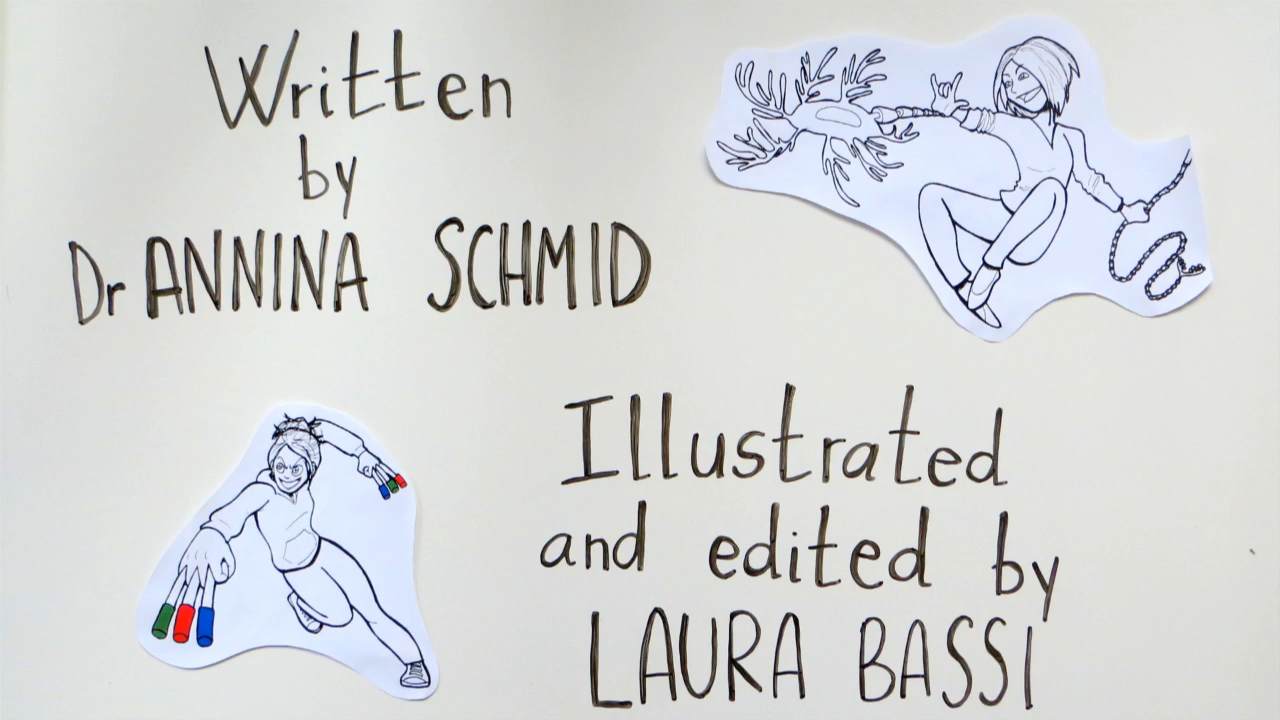 Written
by
Dr ANNINA SCHMID
Illustrated
and edited by
LAURA BASSI